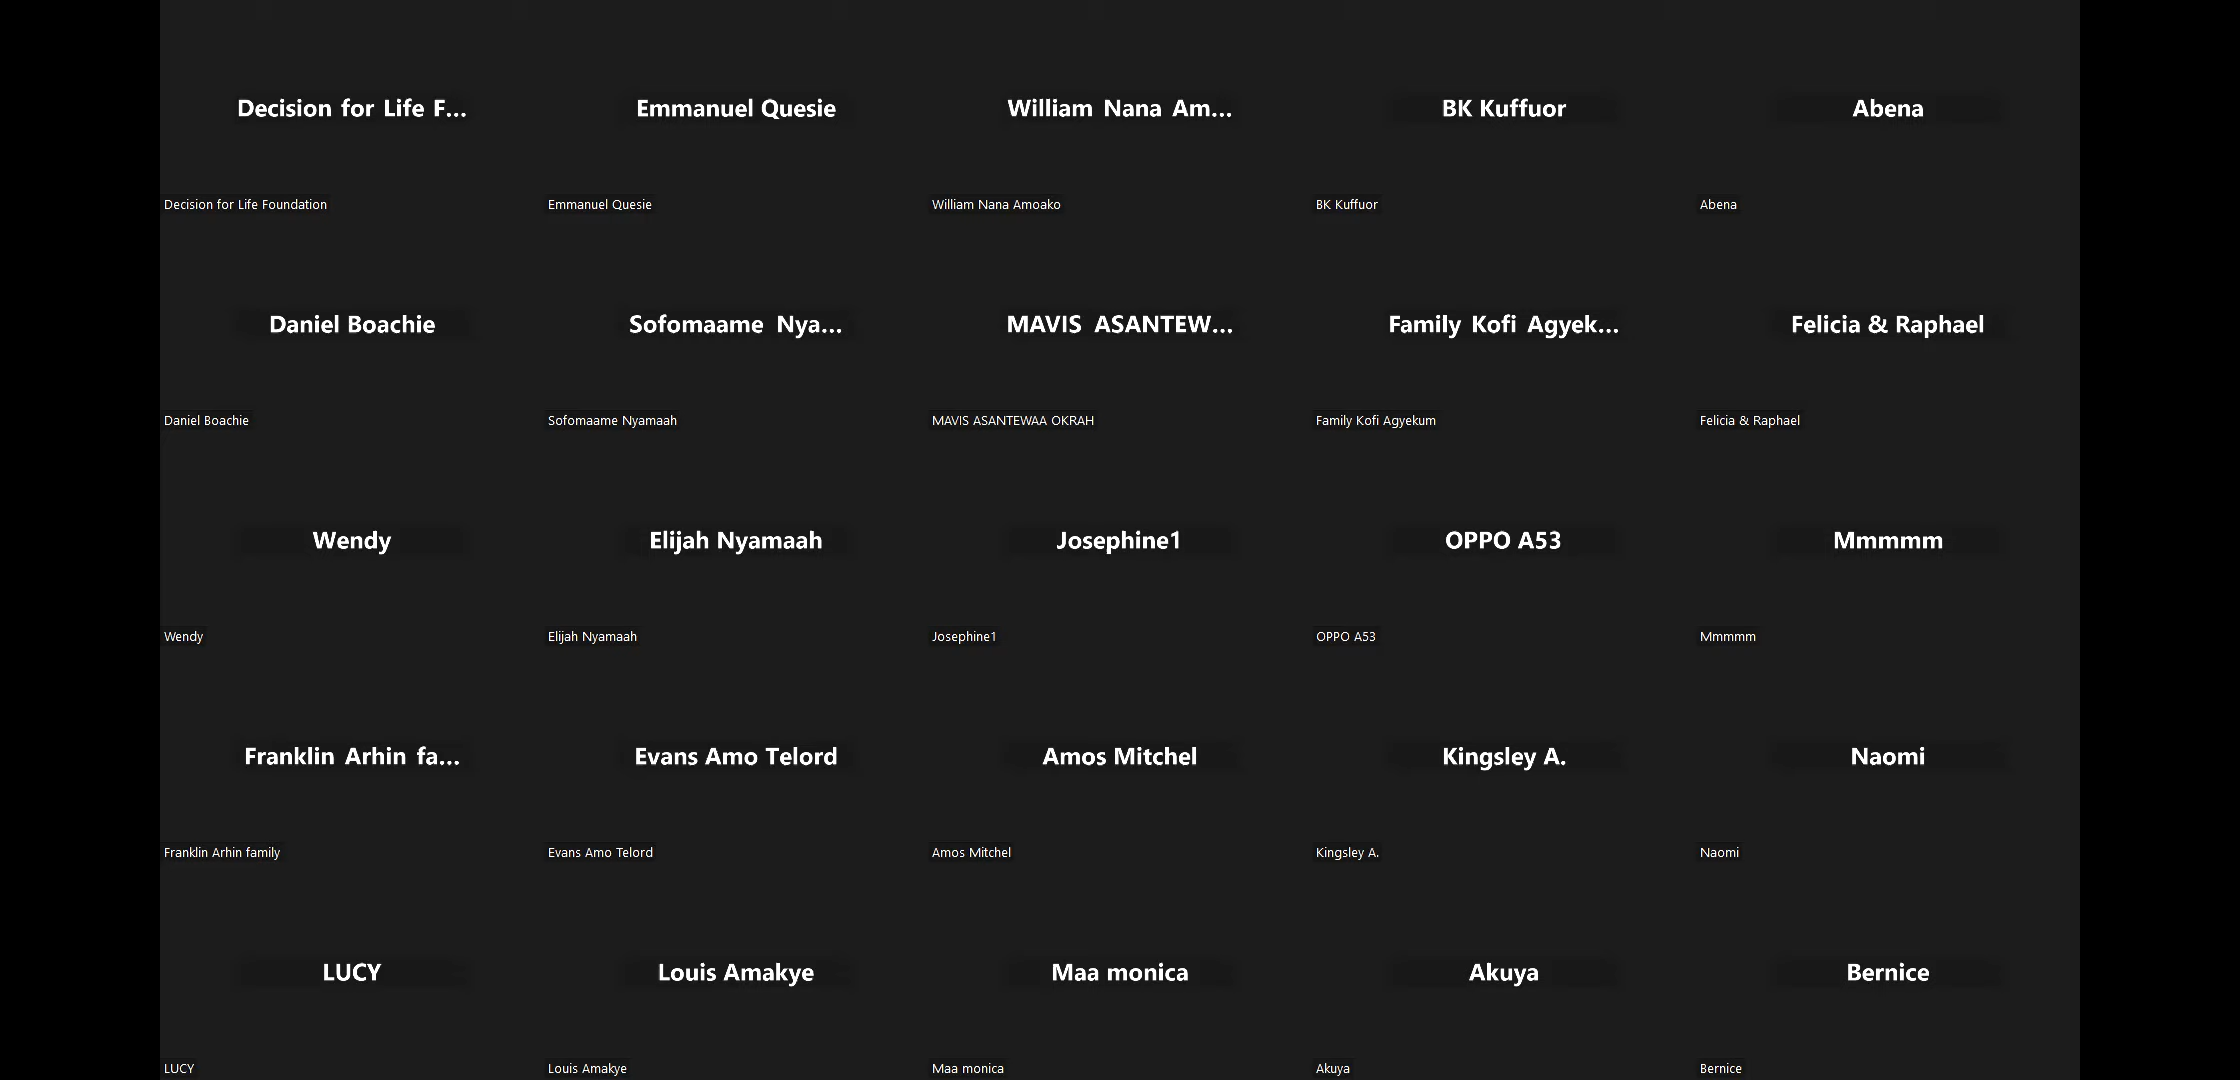 Decision for Life F...
Emmanuel Quesie
William Nana Am...
BK Kuffuor
Abena
Decision for Life Foundation
Emmanuel Quesie
William Nana Amoako
BK Kuffuor
Abena
Daniel Boachie
Sofomaame Nya...
MAVIS ASANTEW...
Family Kofi Agyek...
Felicia & Raphael
Daniel Boachie
Sofomaame Nyamaah
MAVIS ASANTEWAA OKRAH
Family Kofi Agyekum
Felicia & Raphael
Wendy
Elijah Nyamaah
Josephine1
OPPO A53
Mmmmm
Wendy
Elijah Nyamaah
Josephine1
OPPO A53
Mmmmm
Franklin Arhin fa...
Evans Amo Telord
Amos Mitchel
Kingsley A.
Naomi
Franklin Arhin family
Evans Amo Telord
Amos Mitchel
Kingsley A.
Naomi
LUCY
Louis Amakye
Maa monica
Akuya
Bernice
LUCY
Louis Amakye
Maa monica
Akuya
Bernice